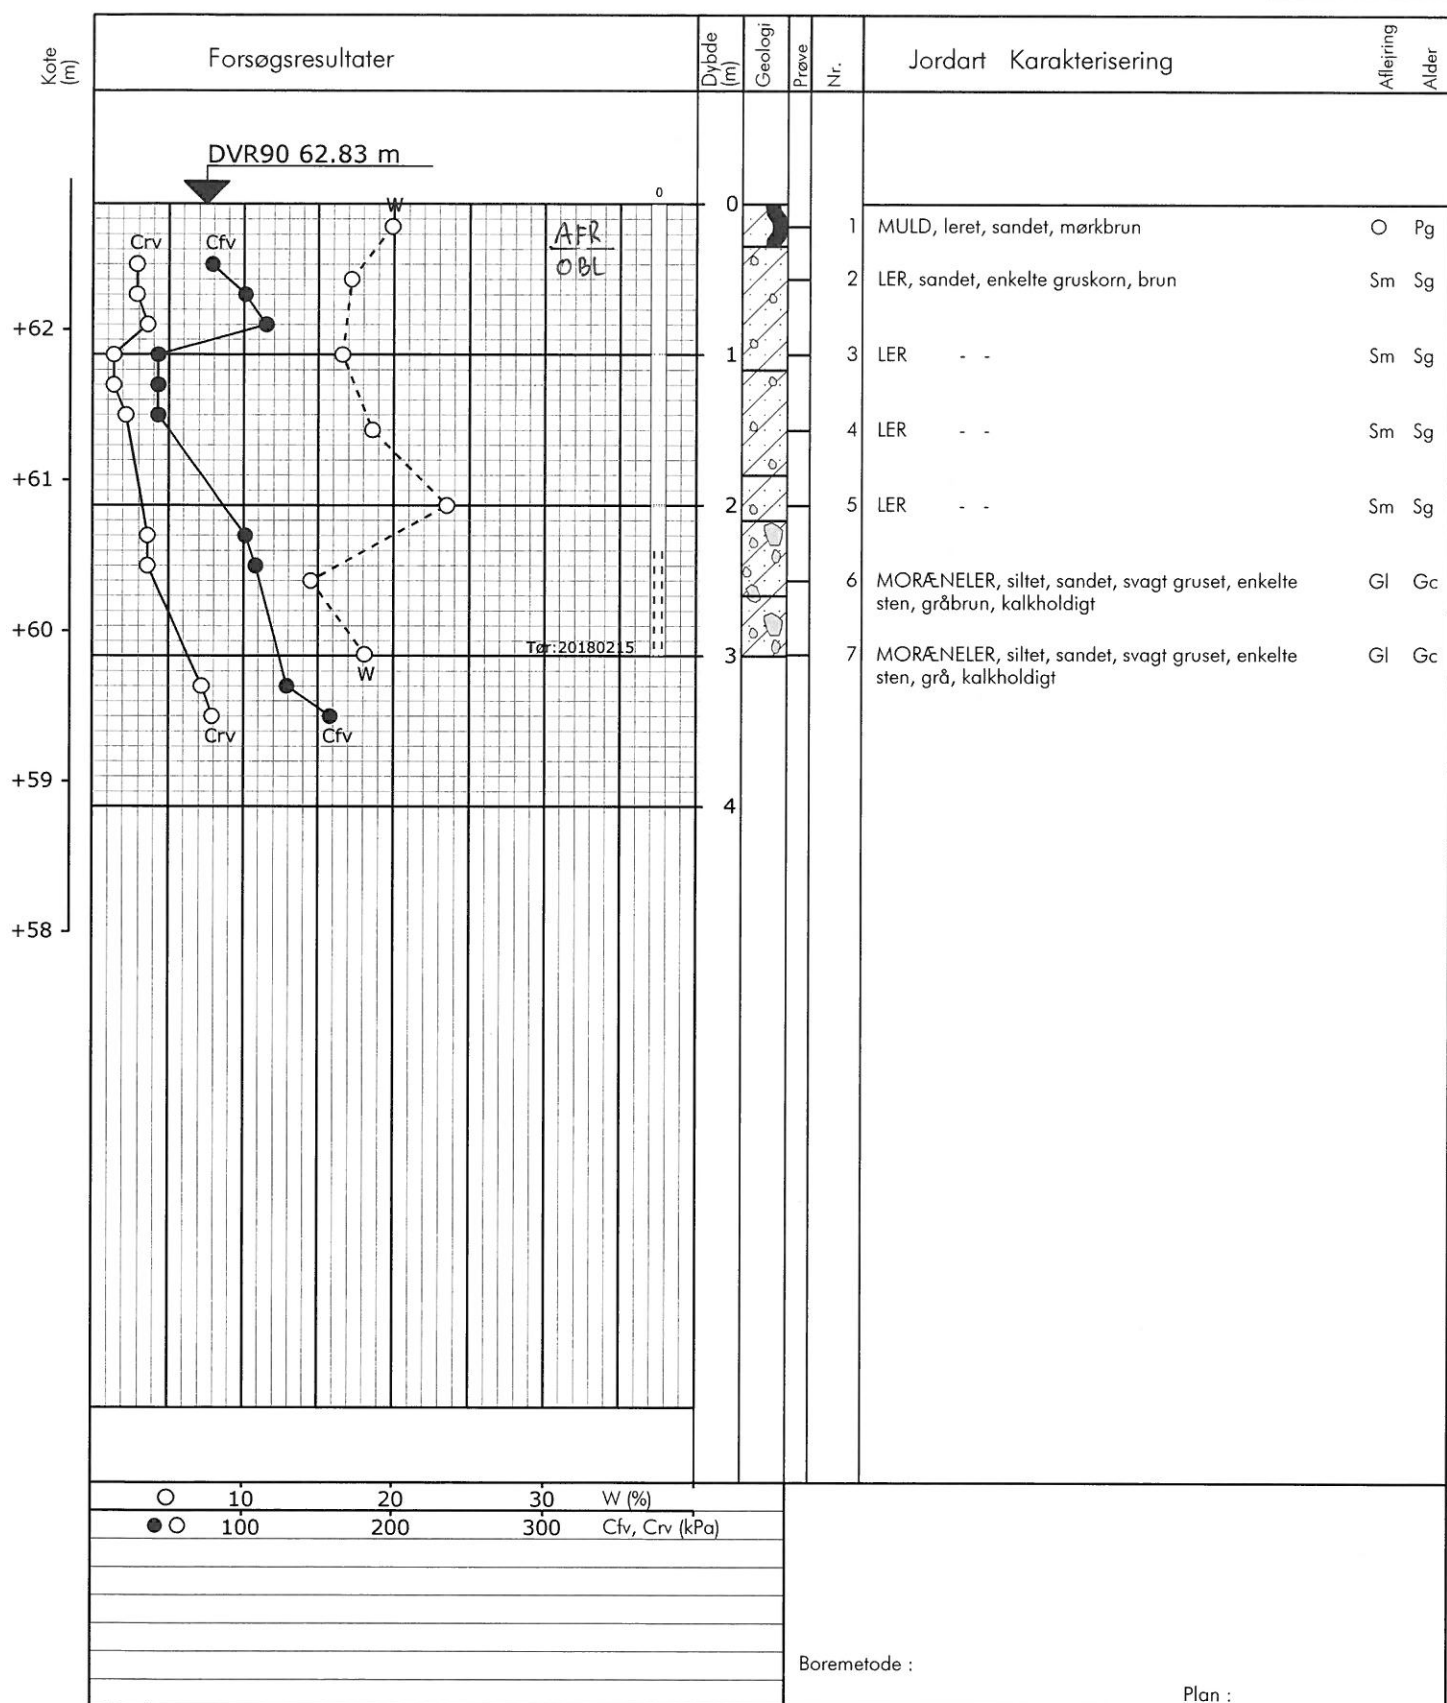 Kote (m)
Forsøgsresultater
Dybde (m)
Geologi
Prøve
Nr.
Jordart Karakterisering
Aflejring
Alder
DVR90 62.83 m
0
W
0
Crv
Cfv
AFR
OBL
1 MULD, leret, sandet, mørkbrun O Pg
2 LER, sandet, enkelte gruskorn, brun Sm Sg
+62
1
3 LER - - Sm Sg
4 LER - - Sm Sg
+61
2
5 LER - - Sm Sg
6 MORÆNELER, siltet, sandet, svagt gruset, enkelte Gl Gc
sten, gråbrun, kalkholdigt
+60
Tør:20180215
3
7 MORÆNELER, siltet, sandet, svagt gruset, enkelte Gl Gc
sten, grå, kalkholdigt
W
Crv
Cfv
+59
4
+58
10 20 30 W (%)
100 200 300 Cfv, Crv (kPa)
Boremetode :
Plan :